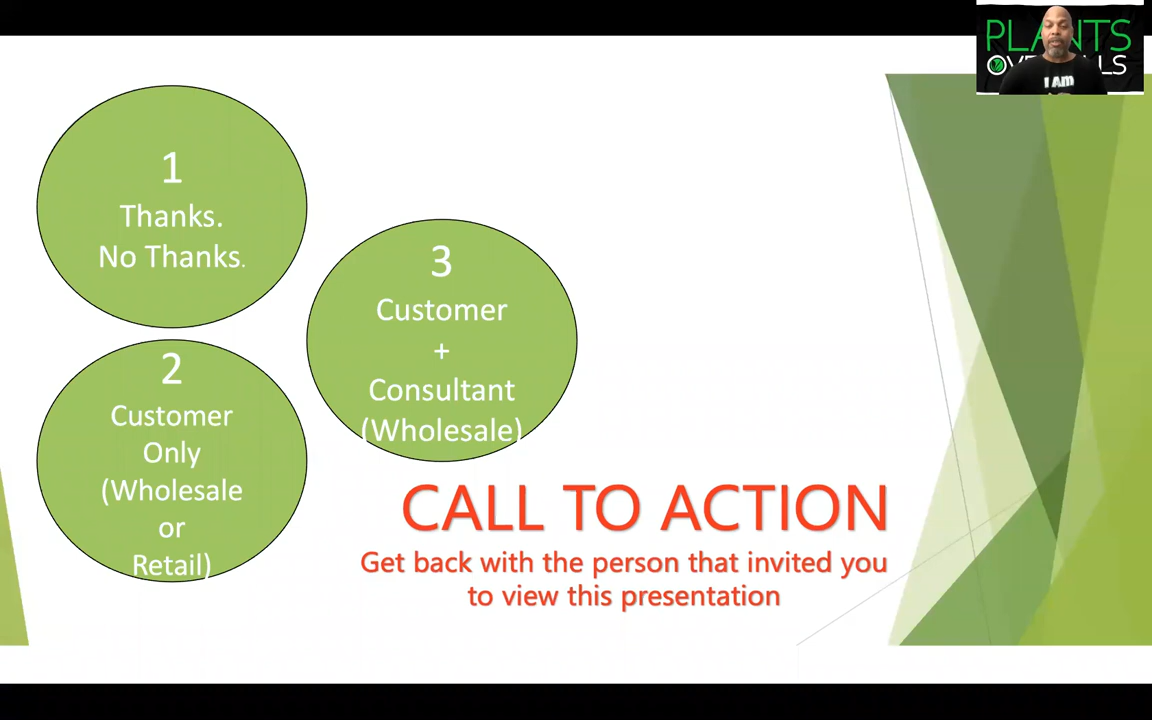 1
Thanks.
No Thanks.
2
Customer
Only
(Wholesale
or
Retail)
3
Customer
+
Consultant
(Wholesale)
CALL TO ACTION
Get back with the person that invited you
to view this presentation
PLANTS
I AM